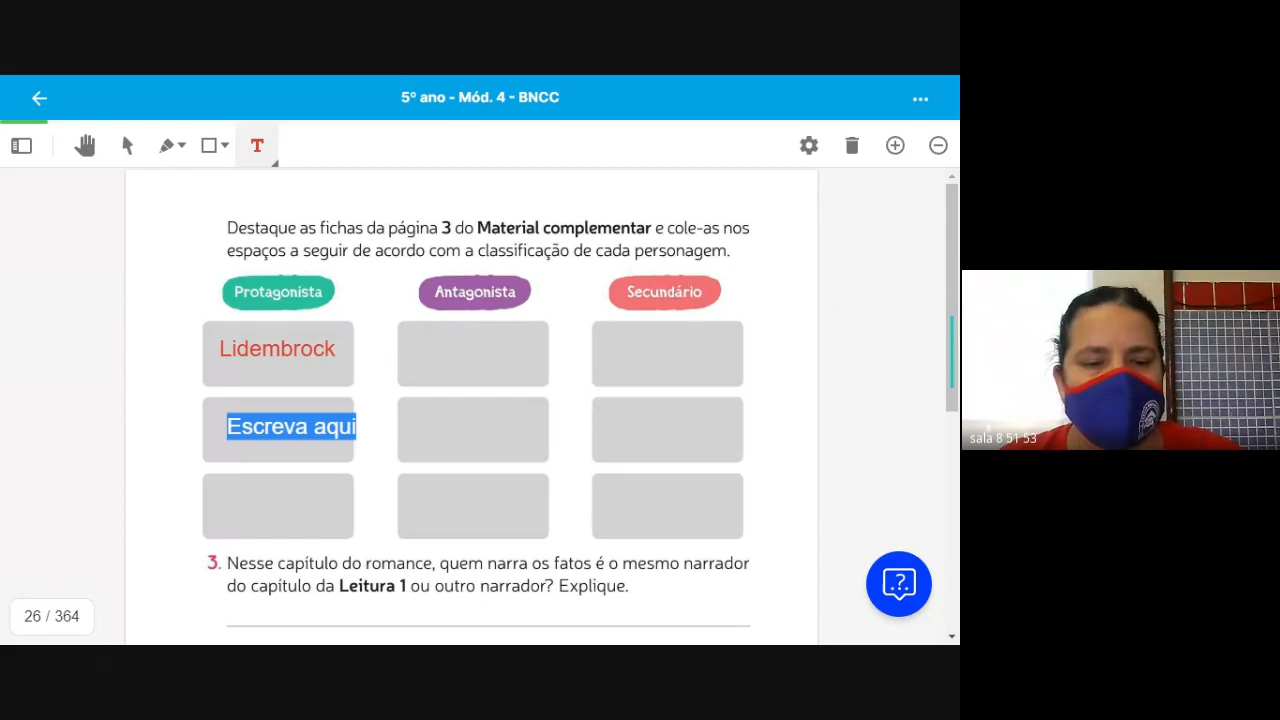 5º ano - Mód. 4 - BNCC
T
Destaque as fichas da página 3 do Material complementar e cole-as nos
espaços a seguir de acordo com a classificação de cada personagem.
Protagonista Antagonista Secundário
Lidembrock
Escreva aqui
3. Nesse capítulo do romance, quem narra os fatos é o mesmo narrador
do capítulo da Leitura 1 ou outro narrador? Explique.
26 / 364
sala 8 51 53